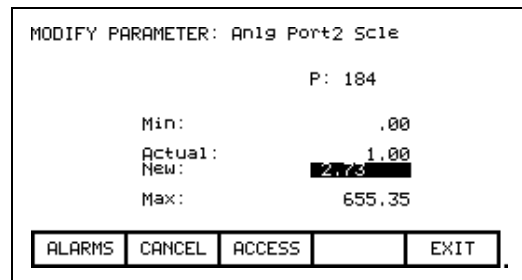 MODIFY PARAMETER: Anlg Port2 Scle
P: 184
Min: .00
Actual: 1.00
New: 2.73
Max: 655.35
ALARMS CANCEL ACCESS EXIT